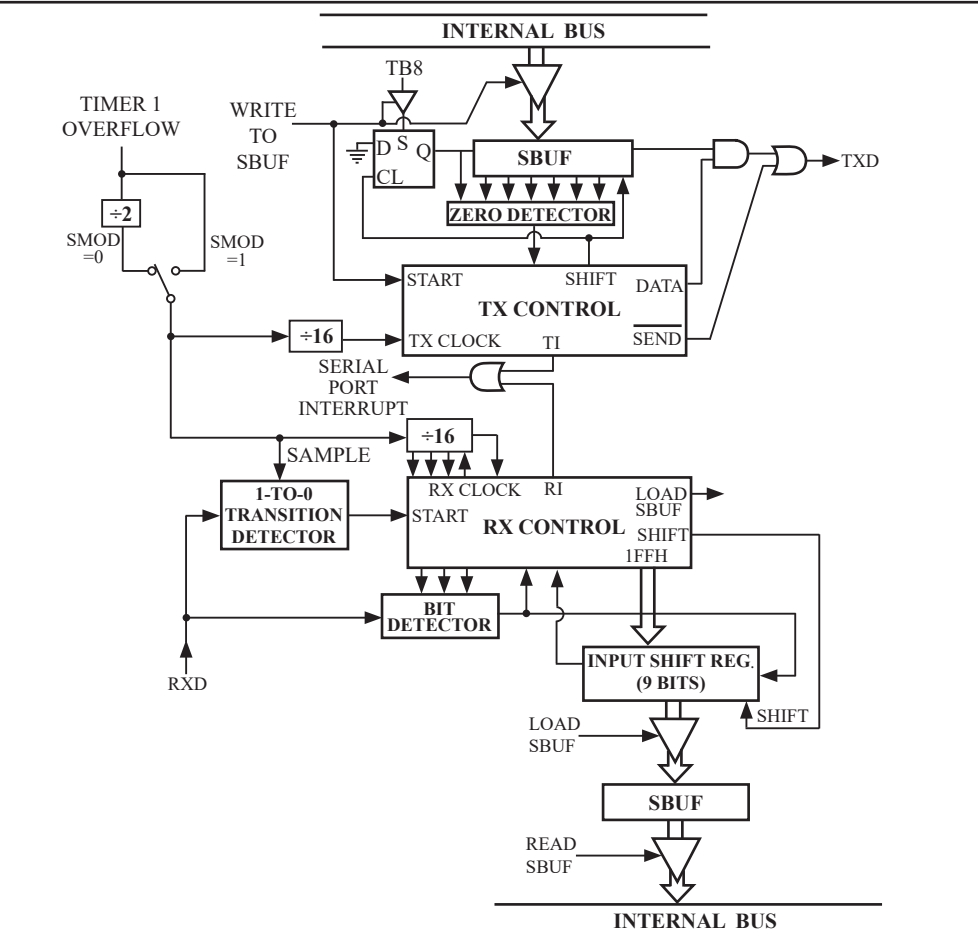 INTERNAL BUS
TB8
TIMER 1
OVERFLOW
WRITE
TO
SBUF
D S Q
CL
SBUF
TXD
÷2
ZERO DETECTOR
SMOD
=0
SMOD
=1
START
SHIFT
DATA
TX CONTROL
÷16
TX CLOCK
TI
SEND
SERIAL
PORT
INTERRUPT
÷16
SAMPLE
1-TO-0
TRANSITION
DETECTOR
RX CLOCK
RI
LOAD
SBUF
START
RX CONTROL
SHIFT
1FFH
BIT
DETECTOR
RXD
INPUT SHIFT REG.
(9 BITS)
SHIFT
LOAD
SBUF
SBUF
READ
SBUF
INTERNAL BUS